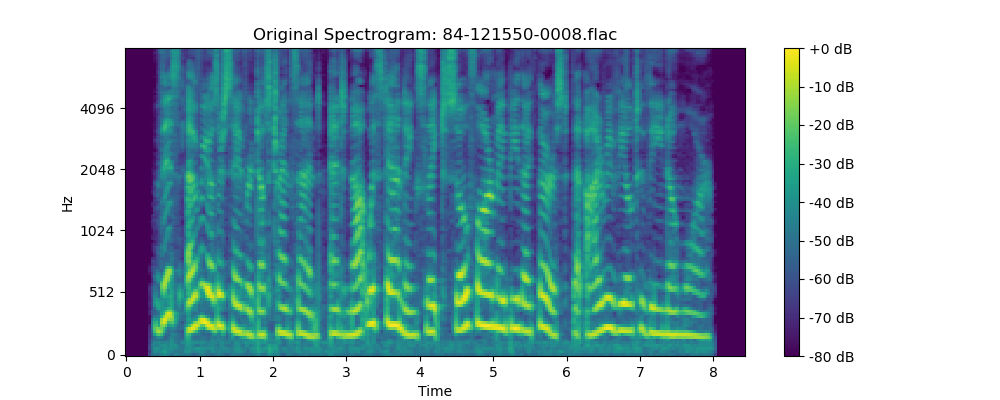 Original Spectrogram: 84-121550-0008.flac
Hz
4096
2048
1024
512
0
0 1 2 3 4 5 6 7 8
Time
+0 dB
-10 dB
-20 dB
-30 dB
-40 dB
-50 dB
-60 dB
-70 dB
-80 dB